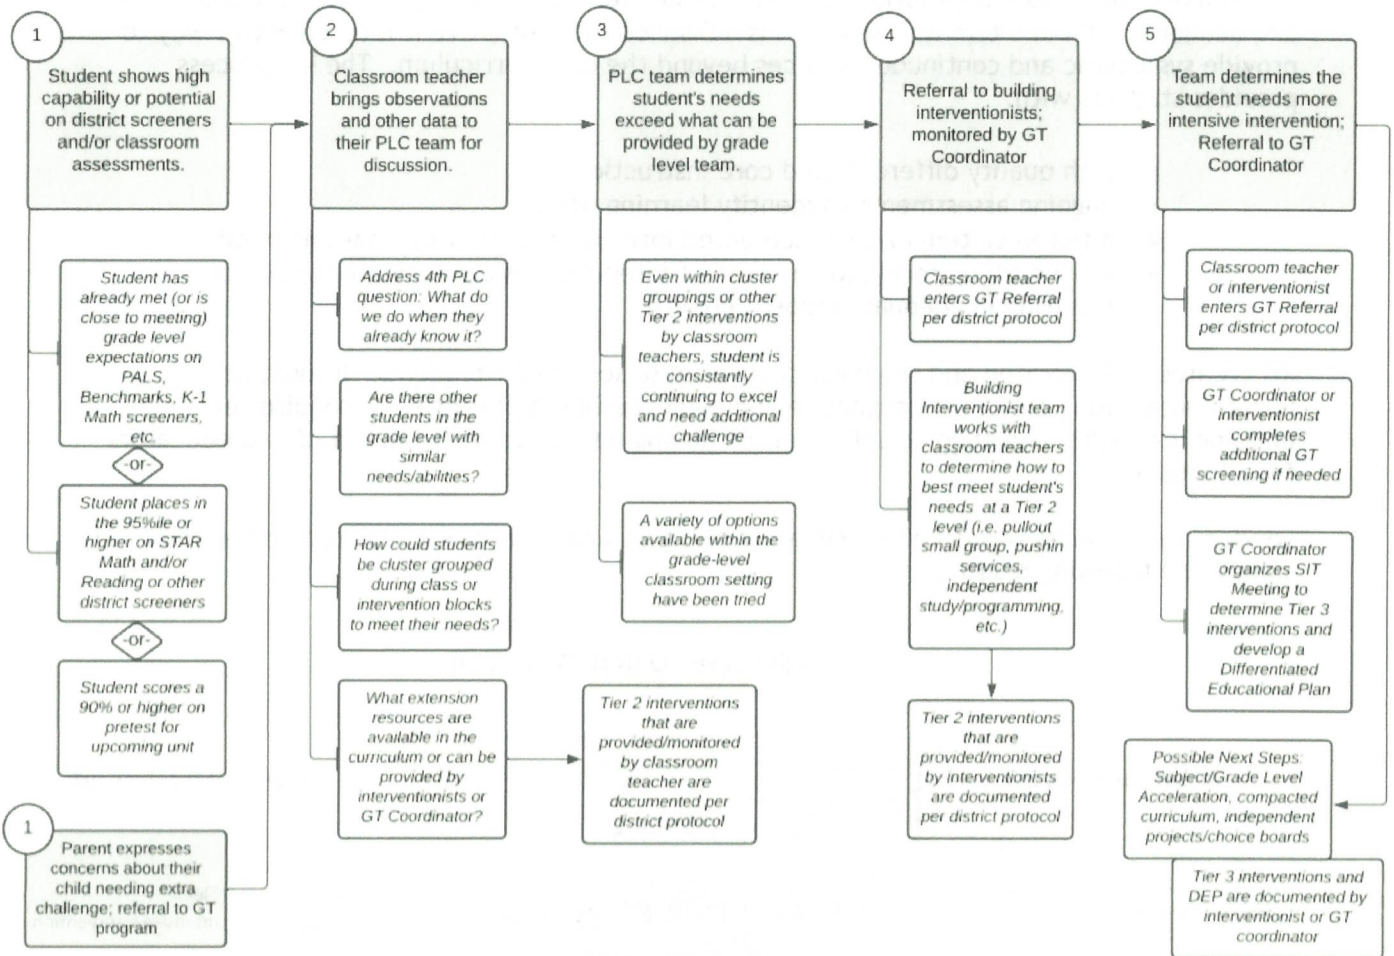 1
Student shows high
capability or potential
on district screeners
and/or classroom
assessments.
Student has
already met (or is
close to meeting)
grade level
expectations on
PALS,
Benchmarks, K-1
Math screeners,
etc.
-or-
Student places in
the 95%ile or
higher on STAR
Math and/or
Reading or other
district screeners
-or-
Student scores a
90% or higher on
pretest for
upcoming unit
1
Parent expresses
concerns about their
child needing extra
challenge; referral to GT
program
2
Classroom teacher
brings observations
and other data to
their PLC team for
discussion.
Address 4th PLC
question: What do
we do when they
already know it?
Are there other
students in the
grade level with
similar
needs/abilities?
How could students
be cluster grouped
during class or
intervention blocks
to meet their needs?
What extension
resources are
available in the
curriculum or can be
provided by
interventionists or
GT Coordinator?
3
PLC team determines
student's needs
exceed what can be
provided by grade
level team.
Even within cluster
groupings or other
Tier 2 interventions
by classroom
teachers, student is
consistantly
continuing to excel
and need additional
challenge
A variety of options
available within the
grade-level
classroom setting
have been tried
Tier 2 interventions
that are
provided/monitored
by classroom
teacher are
documented per
district protocol
4
Referral to building
interventionists;
monitored by GT
Coordinator
Classroom teacher
enters GT Referral
per district protocol
Building
Interventionist team
works with
classroom teachers
to determine how to
best meet student's
needs at a Tier 2
level (i.e. pullout
small group, pushin
services,
independent
study/programming,
etc.)
Tier 2 interventions
that are
provided/monitored
by interventionists
are documented
per district protocol
5
Team determines the
student needs more
intensive intervention;
Referral to GT
Coordinator
Classroom teacher
or interventionist
enters GT Referral
per district protocol
GT Coordinator or
interventionist
completes
additional GT
screening if needed
GT Coordinator
organizes SIT
Meeting to
determine Tier 3
interventions and
develop a
Differentiated
Educational Plan
Possible Next Steps:
Subject/Grade Level
Acceleration, compacted
curriculum, independent
projects/choice boards
Tier 3 interventions and
DEP are documented by
interventionist or GT
coordinator